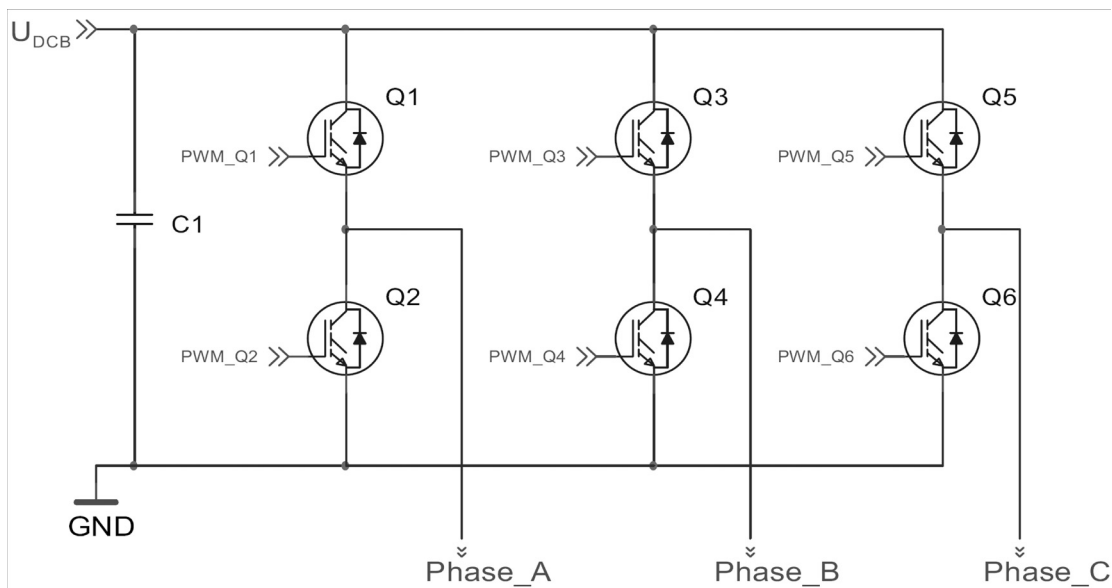 U_DCB
Q1
Q3
Q5
PWM_Q1
PWM_Q3
PWM_Q5
C1
Q2
Q4
Q6
PWM_Q2
PWM_Q4
PWM_Q6
GND
Phase_A
Phase_B
Phase_C